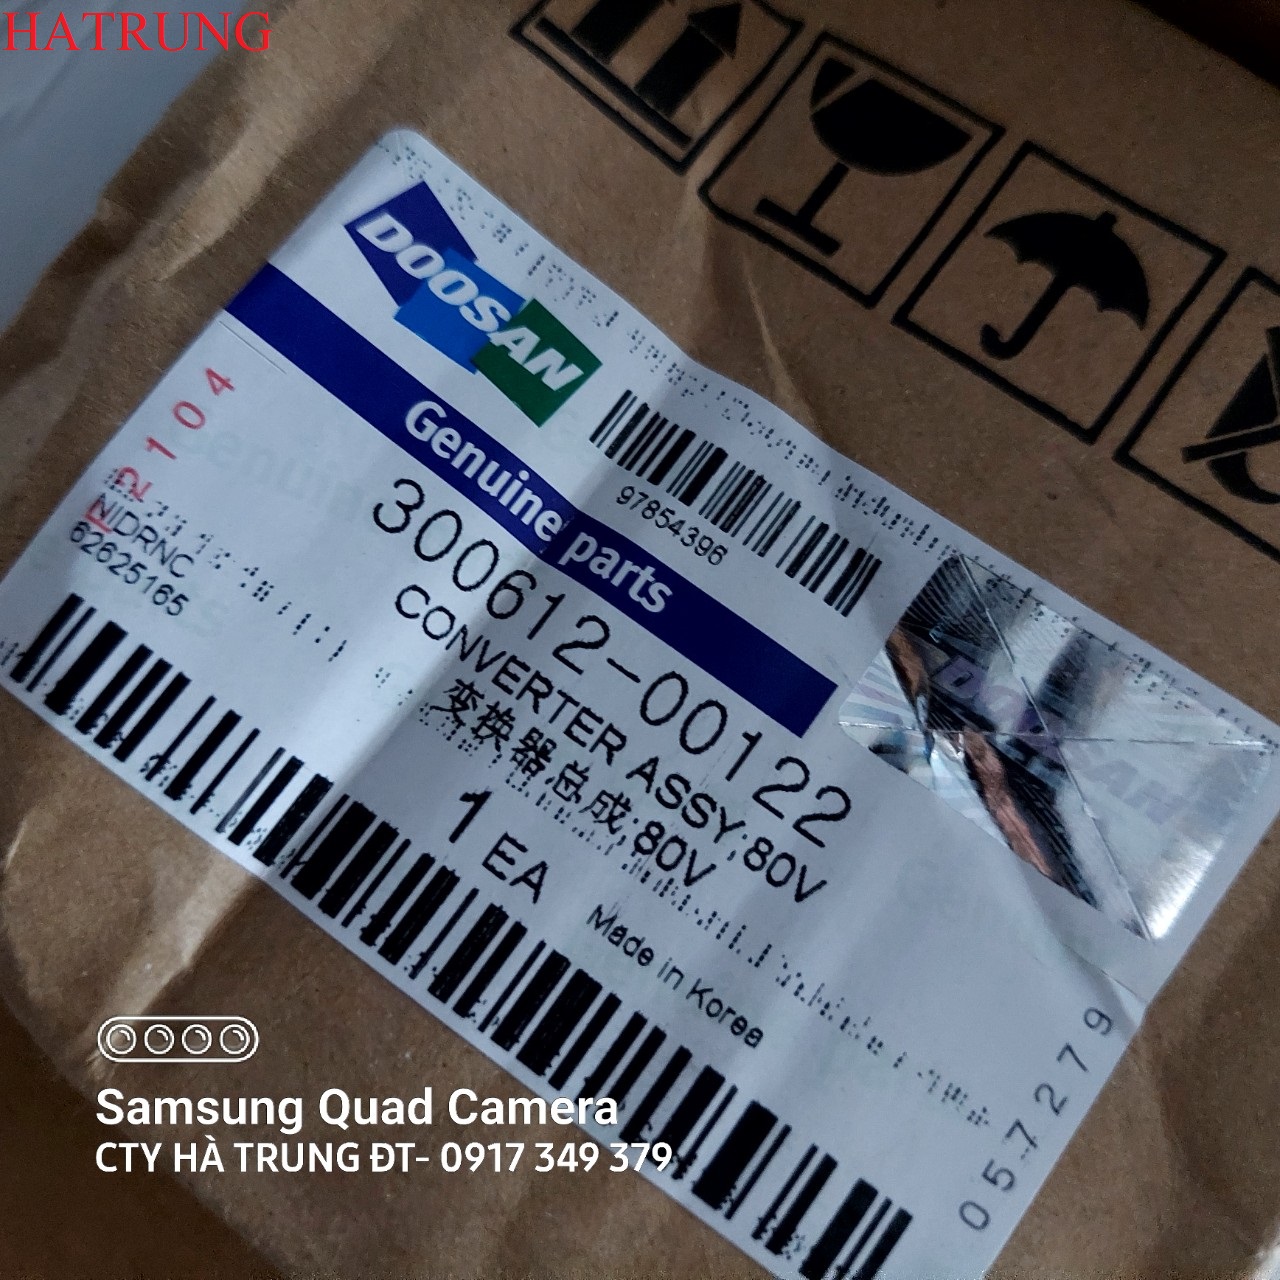 HATRUNG
DOOSAN
Genuine parts
97854396
300612-00122
CONVERTER ASSY;80V
变换器总成;80V
1 EA
Made in Korea
NIDRNC
62625165
057279
DOOSAN
Samsung Quad Camera
CTY HÀ TRUNG ĐT- 0917 349 379